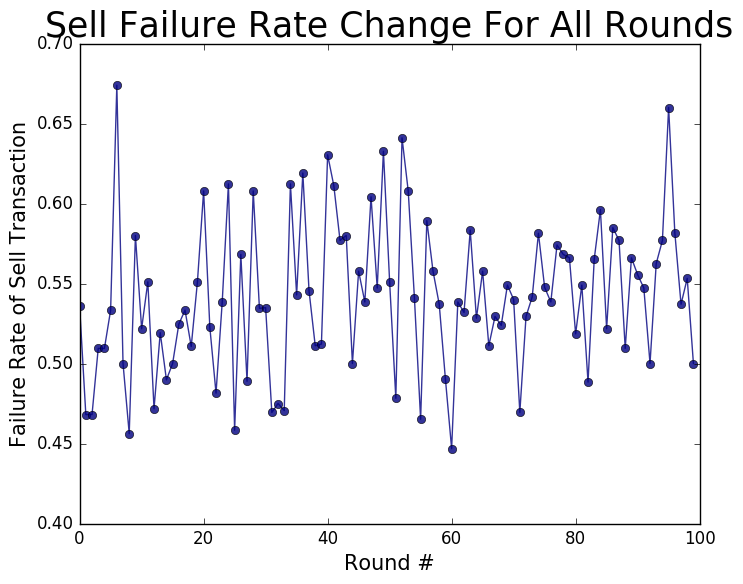 Sell Failure Rate Change For All Rounds
0.70
0.65
0.60
0.55
0.50
0.45
0.40
Failure Rate of Sell Transaction
0 20 40 60 80 100
Round #